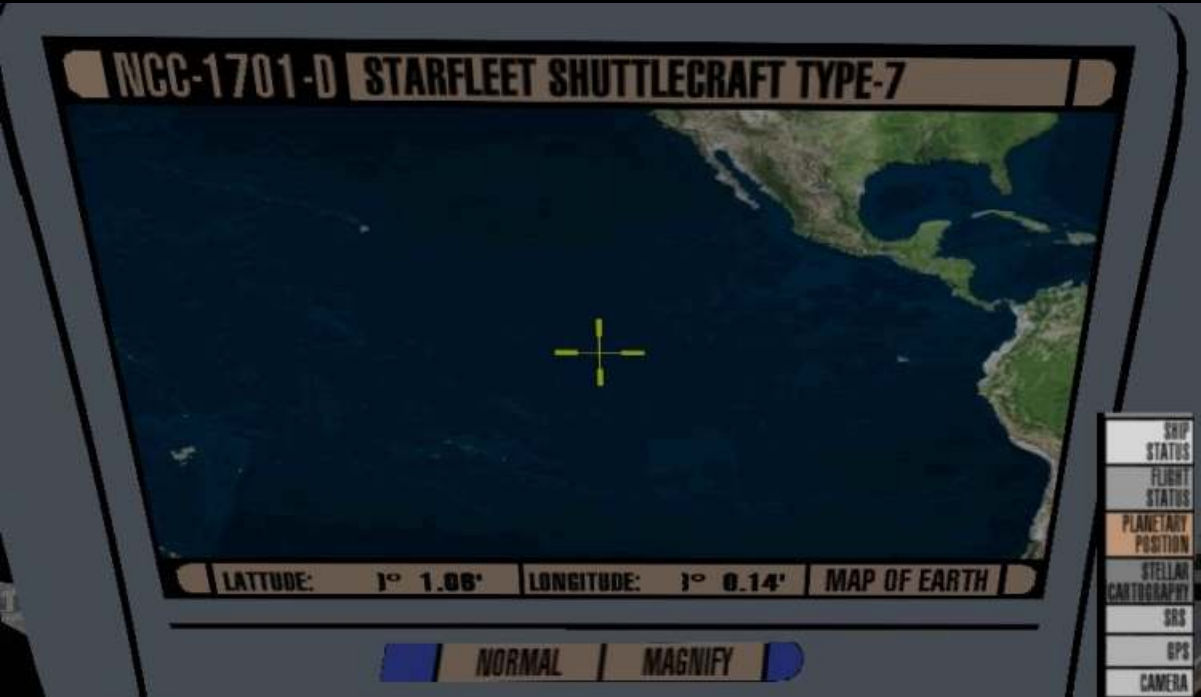 NCC-1701-D STARFLEET SHUTTLECRAFT TYPE-7
LATTUDE: 1.08' LONGITUDE: 0.14' MAP OF EARTH
NORMAL MAGNIFY
SHIP
STATUS
FLIGHT
STATUS
PLANETARY
POSITION
STELLAR
CARTOGRAPHY
SRS
GPS
CAMERA